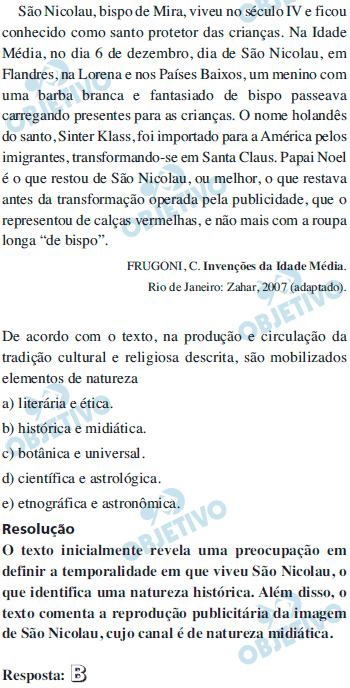 São Nicolau, bispo de Mira, viveu no século IV e ficou
conhecido como santo protetor das crianças. Na Idade
Média, no dia 6 de dezembro, dia de São Nicolau, em
Flandres, na Lorena e nos Países Baixos, um menino com
uma barba branca e fantasiado de bispo passeava
carregando presentes para as crianças. O nome holandês
do santo, Sinter Klass, foi importado para a América pelos
imigrantes, transformando-se em Santa Claus. Papai Noel
é o que restou de São Nicolau, ou melhor, o que restava
antes da transformação operada pela publicidade, que o
representou de calças vermelhas, e não mais com a roupa
longa “de bispo”.
FRUGONI, C. Invenções da Idade Média.
Rio de Janeiro: Zahar, 2007 (adaptado).
De acordo com o texto, na produção e circulação da
tradição cultural e religiosa descrita, são mobilizados
elementos de natureza
a) literária e ética.
b) histórica e midiática.
c) botânica e universal.
d) científica e astrológica.
e) etnográfica e astronômica.
Resolução
O texto inicialmente revela uma preocupação em
definir a temporalidade em que viveu São Nicolau, o
que identifica uma natureza histórica. Além disso, o
texto comenta a reprodução publicitária da imagem
de São Nicolau, cujo canal é de natureza midiática.
Resposta: B
OBJETIVO
OBJETIVO
OBJETIVO
OBJETIVO
OBJETIVO
OBJETIVO
OBJETIVO
OBJETIVO